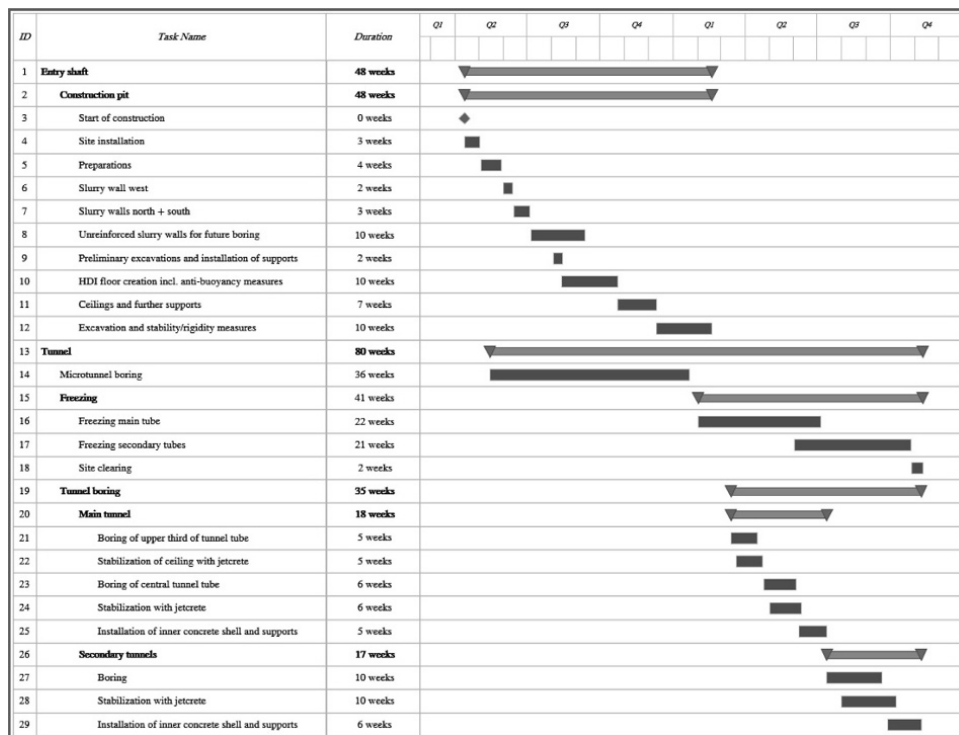 ID Task Name Duration Q1 Q2 Q3 Q4 Q1 Q2 Q3 Q4
1 Entry shaft 48 weeks
2 Construction pit 48 weeks
3 Start of construction 0 weeks
4 Site installation 3 weeks
5 Preparations 4 weeks
6 Slurry wall west 2 weeks
7 Slurry walls north + south 3 weeks
8 Unreinforced slurry walls for future boring 10 weeks
9 Preliminary excavations and installation of supports 2 weeks
10 HDI floor creation incl. anti-buoyancy measures 10 weeks
11 Ceilings and further supports 7 weeks
12 Excavation and stability/rigidity measures 10 weeks
13 Tunnel 80 weeks
14 Microtunnel boring 36 weeks
15 Freezing 41 weeks
16 Freezing main tube 22 weeks
17 Freezing secondary tubes 21 weeks
18 Site clearing 2 weeks
19 Tunnel boring 35 weeks
20 Main tunnel 18 weeks
21 Boring of upper third of tunnel tube 5 weeks
22 Stabilization of ceiling with jetcrete 5 weeks
23 Boring of central tunnel tube 6 weeks
24 Stabilization with jetcrete 6 weeks
25 Installation of inner concrete shell and supports 5 weeks
26 Secondary tunnels 17 weeks
27 Boring 10 weeks
28 Stabilization with jetcrete 10 weeks
29 Installation of inner concrete shell and supports 6 weeks